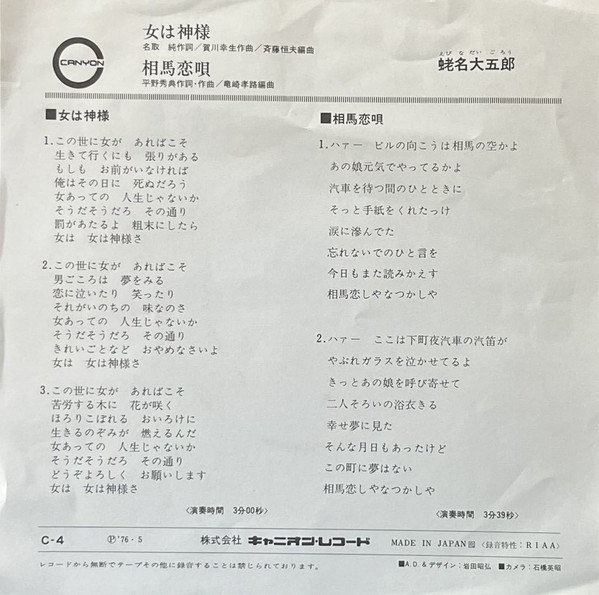 CANYON
女は神様
名取 純作詞／賀川幸生作曲／斉藤恒夫編曲
相馬恋唄
平野秀典作詞・作曲／竜崎孝路編曲
えびなだいごろう
蛯名大五郎
■女は神様
1.この世に女が あればこそ
生きて行くにも 張りがある
もしも お前がいなければ
俺はその日に 死ぬだろう
女あっての 人生じゃないか
そうだそうだろ その通り
罰があたるよ 粗末にしたら
女は 女は神様さ
2.この世に女が あればこそ
男ごころは 夢をみる
恋に泣いたり 笑ったり
それがいのちの 味なのさ
女あっての 人生じゃないか
そうだそうだろ その通り
きれいごとなど おやめなさいよ
女は 女は神様さ
3.この世に女が あればこそ
苦労する木に 花が咲く
ほろりこぼれる おいろけに
生きるのぞみが 燃えるんだ
女あっての 人生じゃないか
そうだそうだろ その通り
どうぞよろしく お願いします
女は 女は神様さ
〈演奏時間 3分00秒〉
■相馬恋唄
1.ハァー ビルの向こうは相馬の空かよ
あの娘元気でやってるかよ
汽車を待つ間のひとときに
そっと手紙をくれたっけ
涙に滲んでた
忘れないでのひと言を
今日もまた読みかえす
相馬恋しやなつかしや
2.ハァー ここは下町夜汽車の汽笛が
やぶれガラスを泣かせてるよ
きっとあの娘を呼び寄せて
二人そろいの浴衣きる
幸せ夢に見た
そんな月日もあったけど
この町に夢はない
相馬恋しやなつかしや
〈演奏時間 3分39秒〉
C-4 Ⓟ'76・5 株式会社 キャニオン・レコード MADE IN JAPAN 〈録音特性：RIAA〉
レコードから無断でテープその他に録音することは禁じられております。 ■A.D.&デザイン：岩田昭弘 ■カメラ：石橋英昭